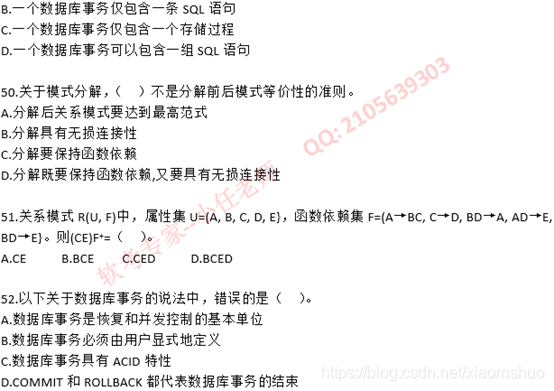 B.一个数据库事务仅包含一条 SQL 语句
C.一个数据库事务仅包含一个存储过程
D.一个数据库事务可以包含一组 SQL 语句
50.关于模式分解，（　）不是分解前后模式等价性的准则。
A.分解后关系模式要达到最高范式
B.分解具有无损连接性
C.分解要保持函数依赖
D.分解既要保持函数依赖,又要具有无损连接性
51.关系模式 R(U, F)中，属性集 U={A, B, C, D, E}，函数依赖集 F={A→BC, C→D, BD→A, AD→E,
BD→E}。则(CE)F⁺=（　）。
A.CE　B.BCE　C.CED　D.BCED
52.以下关于数据库事务的说法中，错误的是（　）。
A.数据库事务是恢复和并发控制的基本单位
B.数据库事务必须由用户显式地定义
C.数据库事务具有 ACID 特性
D.COMMIT 和 ROLLBACK 都代表数据库事务的结束
软考专家--小任老师　QQ: 2105639303
https://blog.csdn.net/xiaomshuo